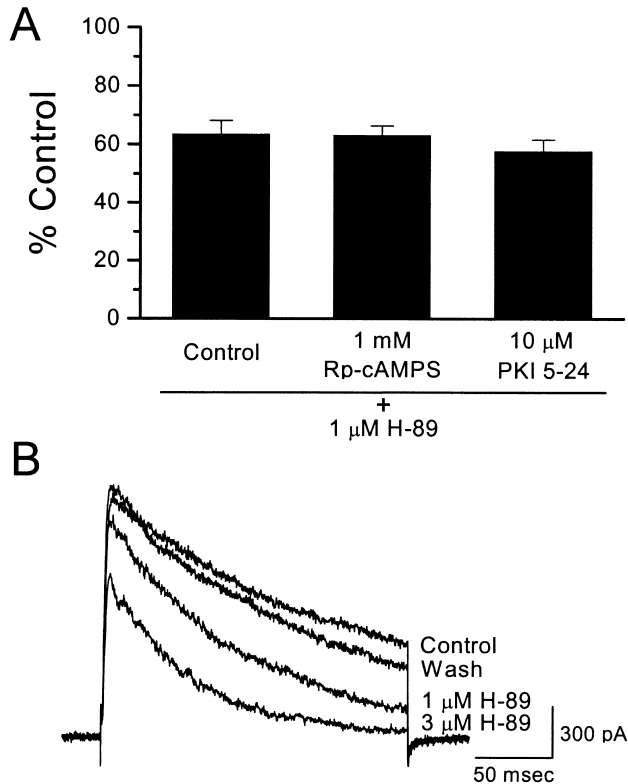 A
% Control
100
80
60
40
20
0
Control
1 mM
Rp-cAMPS
10 μM
PKI 5-24
+
1 μM H-89
B
Control
Wash
1 μM H-89
3 μM H-89
300 pA
50 msec